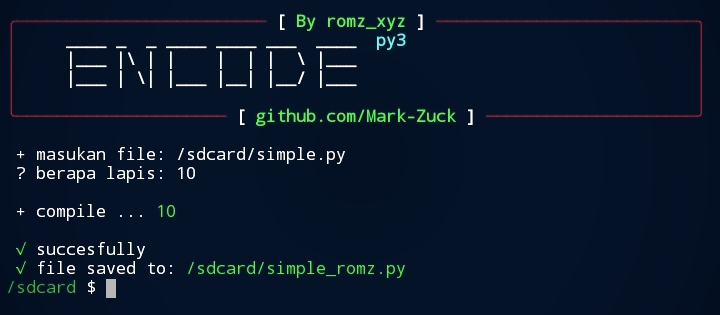 [ By romz_xyz ]
ENCODE py3
[ github.com/Mark-Zuck ]
+ masukan file: /sdcard/simple.py
? berapa lapis: 10
+ compile ... 10
√ succesfully
√ file saved to: /sdcard/simple_romz.py
/sdcard $